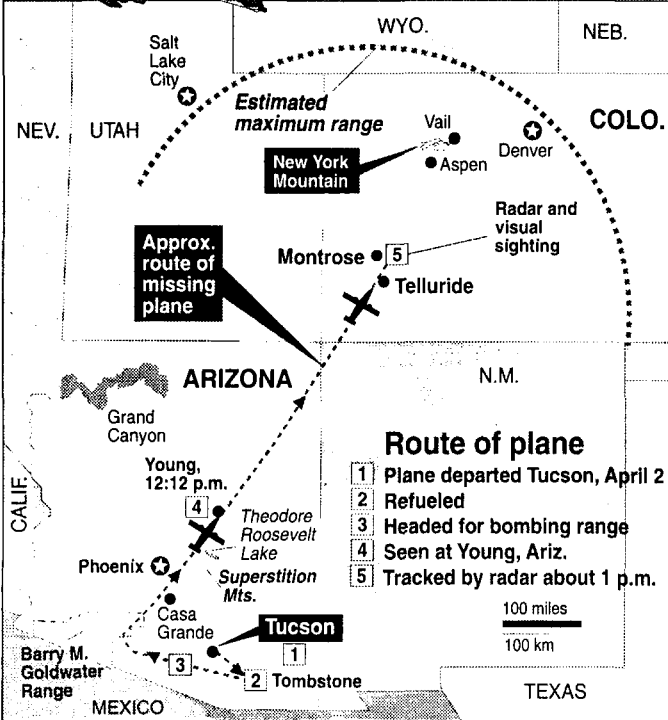 WYO.
NEB.
Salt
Lake
City
NEV.
UTAH
Estimated
maximum range
COLO.
Vail
Denver
New York
Mountain
Aspen
Radar and
visual
sighting
Approx.
route of
missing
plane
Montrose
5
Telluride
ARIZONA
N.M.
Grand
Canyon
Route of plane
1 Plane departed Tucson, April 2
2 Refueled
3 Headed for bombing range
4 Seen at Young, Ariz.
5 Tracked by radar about 1 p.m.
Young,
12:12 p.m.
4
CALIF.
Theodore
Roosevelt
Lake
Phoenix
Superstition
Mts.
100 miles
100 km
Casa
Grande
Tucson
1
Barry M.
Goldwater
Range
3
2 Tombstone
MEXICO
TEXAS